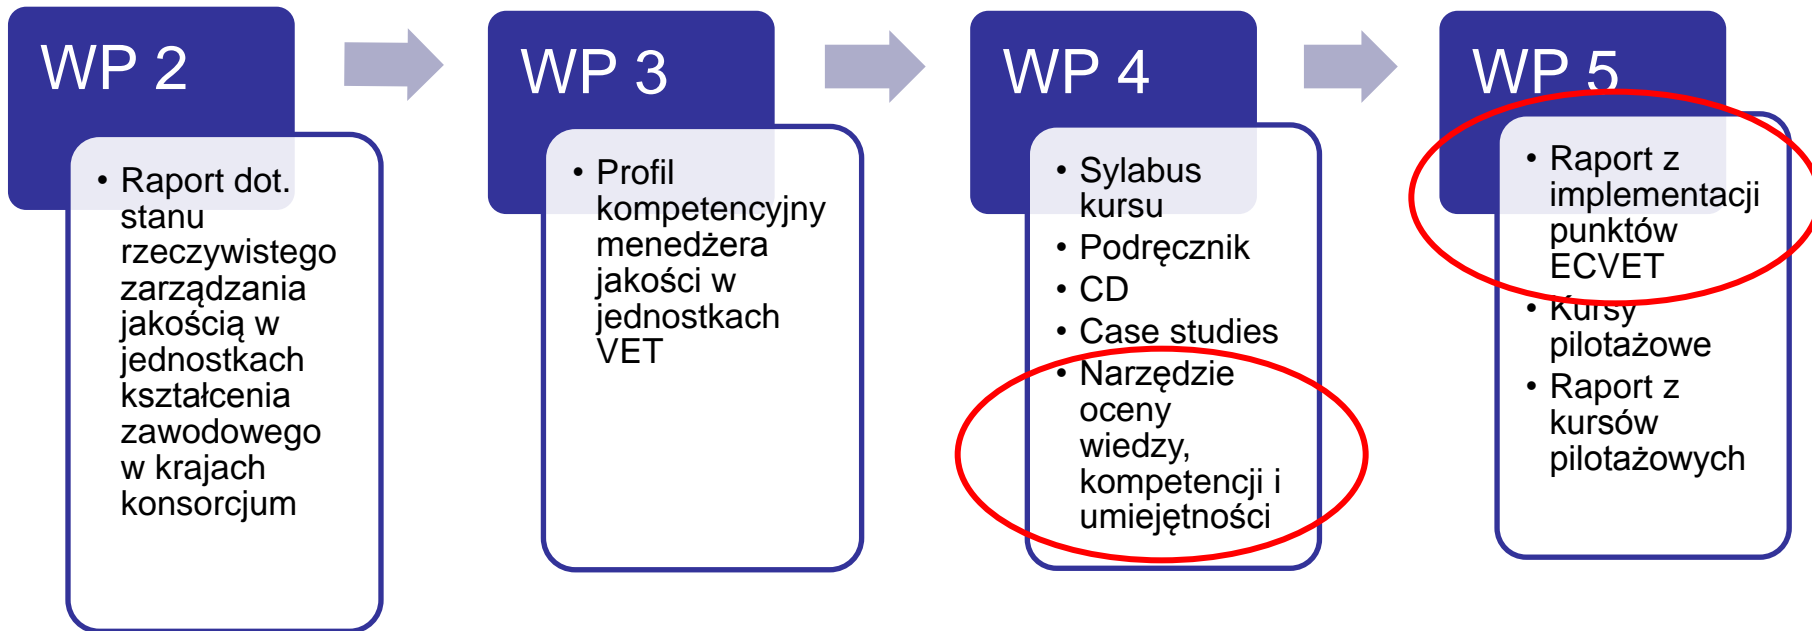 WP 2
• Raport dot.
stanu
rzeczywistego
zarządzania
jakością w
jednostkach
kształcenia
zawodowego
w krajach
konsorcjum
WP 3
• Profil
kompetencyjny
menedżera
jakości w
jednostkach
VET
WP 4
• Sylabus
kursu
• Podręcznik
• CD
• Case studies
• Narzędzie
oceny
wiedzy,
kompetencji i
umiejętności
WP 5
• Raport z
implementacji
punktów
ECVET
• Kursy
pilotażowe
• Raport z
kursów
pilotażowych